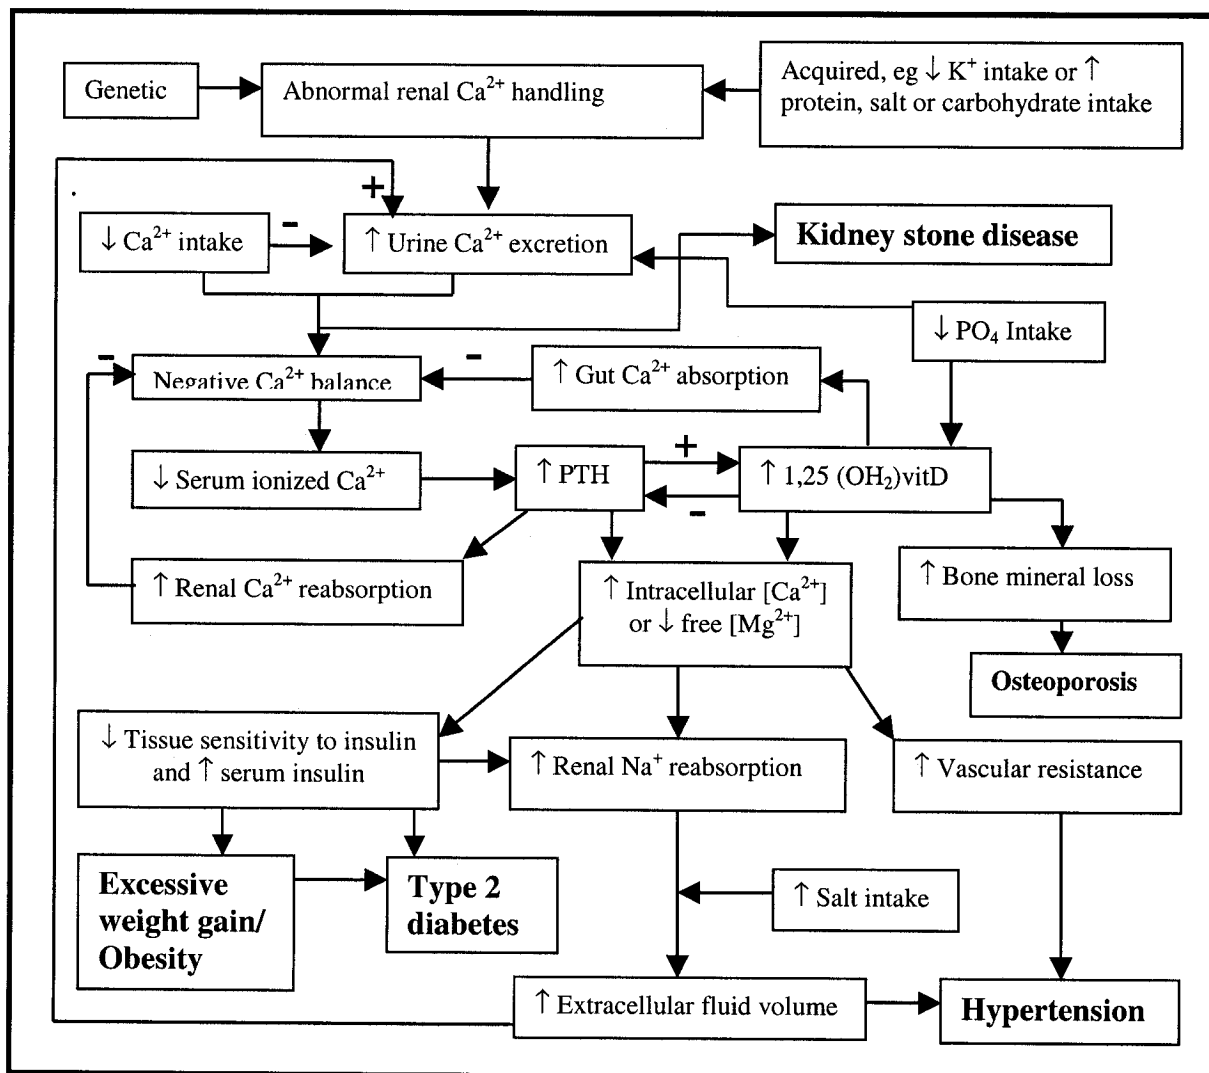 Genetic
Abnormal renal Ca²⁺ handling
Acquired, eg ↓ K⁺ intake or ↑
protein, salt or carbohydrate intake
+
↓ Ca²⁺ intake
-
↑ Urine Ca²⁺ excretion
Kidney stone disease
↓ PO₄ Intake
-
Negative Ca²⁺ balance
-
↑ Gut Ca²⁺ absorption
↓ Serum ionized Ca²⁺
↑ PTH
+
-
↑ 1,25 (OH₂)vitD
↑ Renal Ca²⁺ reabsorption
↑ Intracellular [Ca²⁺]
or ↓ free [Mg²⁺]
↑ Bone mineral loss
Osteoporosis
↓ Tissue sensitivity to insulin
and ↑ serum insulin
↑ Renal Na⁺ reabsorption
↑ Vascular resistance
Excessive
weight gain/
Obesity
Type 2
diabetes
↑ Salt intake
↑ Extracellular fluid volume
Hypertension